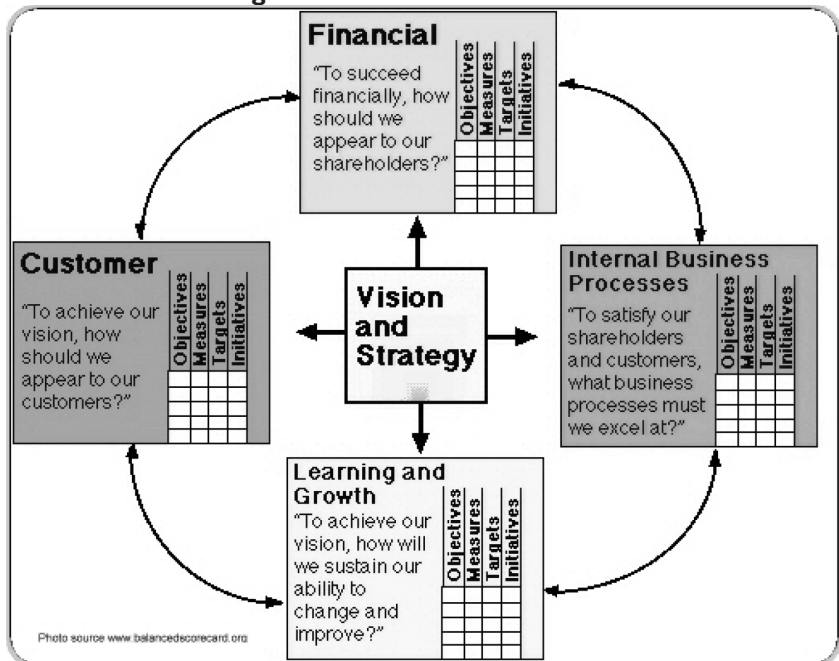 Financial
"To succeed
financially, how
should we
appear to our
shareholders?"
Objectives
Measures
Targets
Initiatives
Customer
"To achieve our
vision, how
should we
appear to our
customers?"
Objectives
Measures
Targets
Initiatives
Vision
and
Strategy
Internal Business
Processes
"To satisfy our
shareholders
and customers,
what business
processes must
we excel at?"
Objectives
Measures
Targets
Initiatives
Learning and
Growth
"To achieve our
vision, how will
we sustain our
ability to
change and
improve?"
Objectives
Measures
Targets
Initiatives
Photo source www.balancedscorecard.org